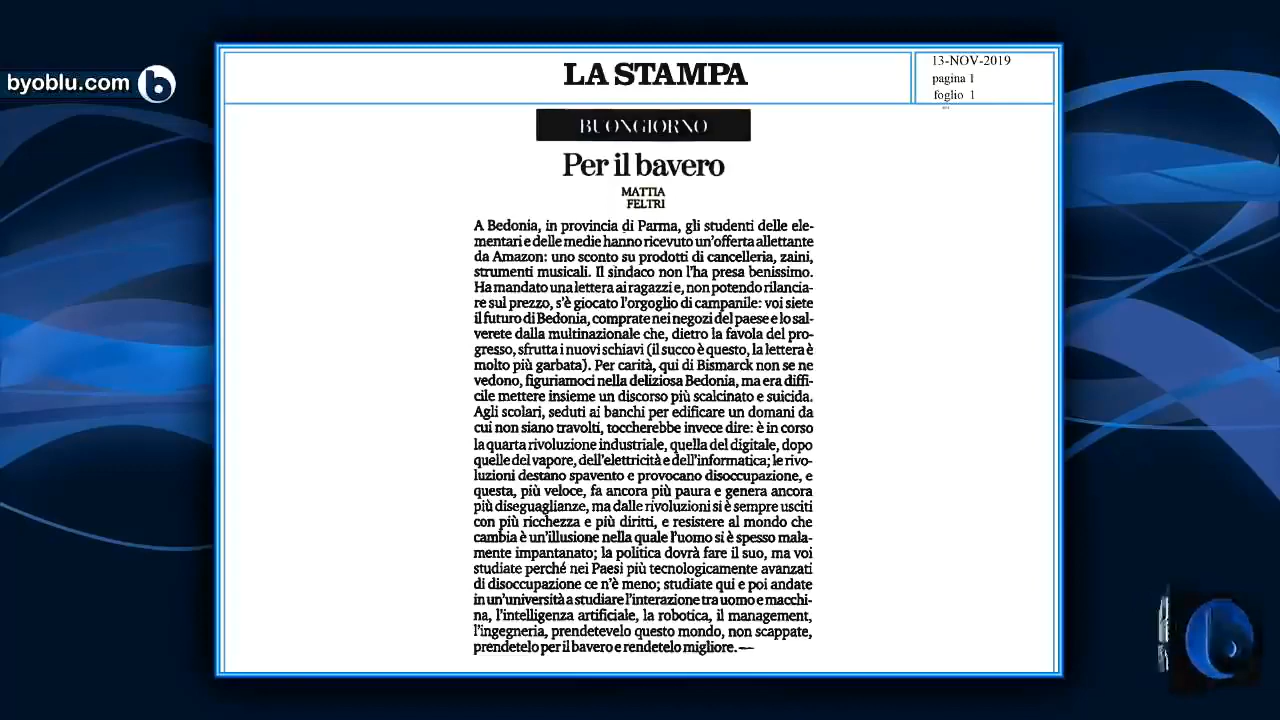 byoblu.com b
LA STAMPA
13-NOV-2019
pagina 1
foglio 1
BUONGIORNO
Per il bavero
MATTIA
FELTRI
A Bedonia, in provincia di Parma, gli studenti delle ele-
mentari e delle medie hanno ricevuto un'offerta allettante
da Amazon: uno sconto su prodotti di cancelleria, zaini,
strumenti musicali. Il sindaco non l'ha presa benissimo.
Ha mandato una lettera ai ragazzi e, non potendo rilancia-
re sul prezzo, s'è giocato l'orgoglio di campanile: voi siete
il futuro di Bedonia, comprate nei negozi del paese e lo sal-
verete dalla multinazionale che, dietro la favola del pro-
gresso, sfrutta i nuovi schiavi (il succo è questo, la lettera è
molto più garbata). Per carità, qui di Bismarck non se ne
vedono, figuriamoci nella deliziosa Bedonia, ma era diffi-
cile mettere insieme un discorso più scalcinato e suicida.
Agli scolari, seduti ai banchi per edificare un domani da
cui non siano travolti, toccherebbe invece dire: è in corso
la quarta rivoluzione industriale, quella del digitale, dopo
quelle del vapore, dell'elettricità e dell'informatica; le rivo-
luzioni destano spavento e provocano disoccupazione, e
questa, più veloce, fa ancora più paura e genera ancora
più diseguaglianze, ma dalle rivoluzioni si è sempre usciti
con più ricchezza e più diritti, e resistere al mondo che
cambia è un'illusione nella quale l'uomo si è spesso mala-
mente impantanato; la politica dovrà fare il suo, ma voi
studiate perché nei Paesi più tecnologicamente avanzati
di disoccupazione ce n'è meno; studiate qui e poi andate
in un'università a studiare l'interazione tra uomo e macchi-
na, l'intelligenza artificiale, la robotica, il management,
l'ingegneria, prendetevelo questo mondo, non scappate,
prendetelo per il bavero e rendetelo migliore.—
b